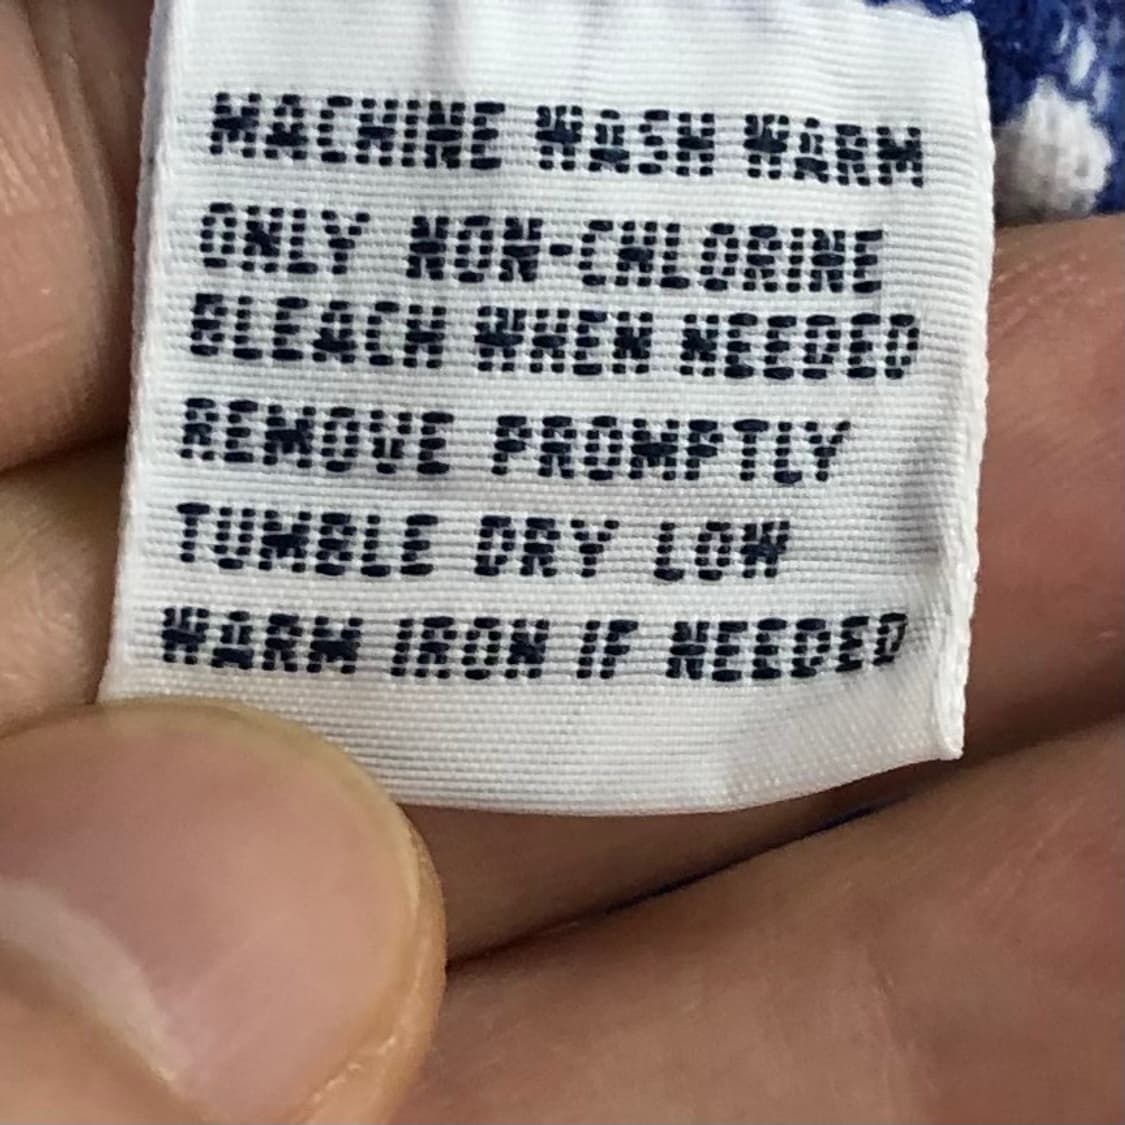 MACHINE WASH WARM
ONLY NON-CHLORINE
BLEACH WHEN NEEDED
REMOVE PROMPTLY
TUMBLE DRY LOW
WARM IRON IF NEEDED